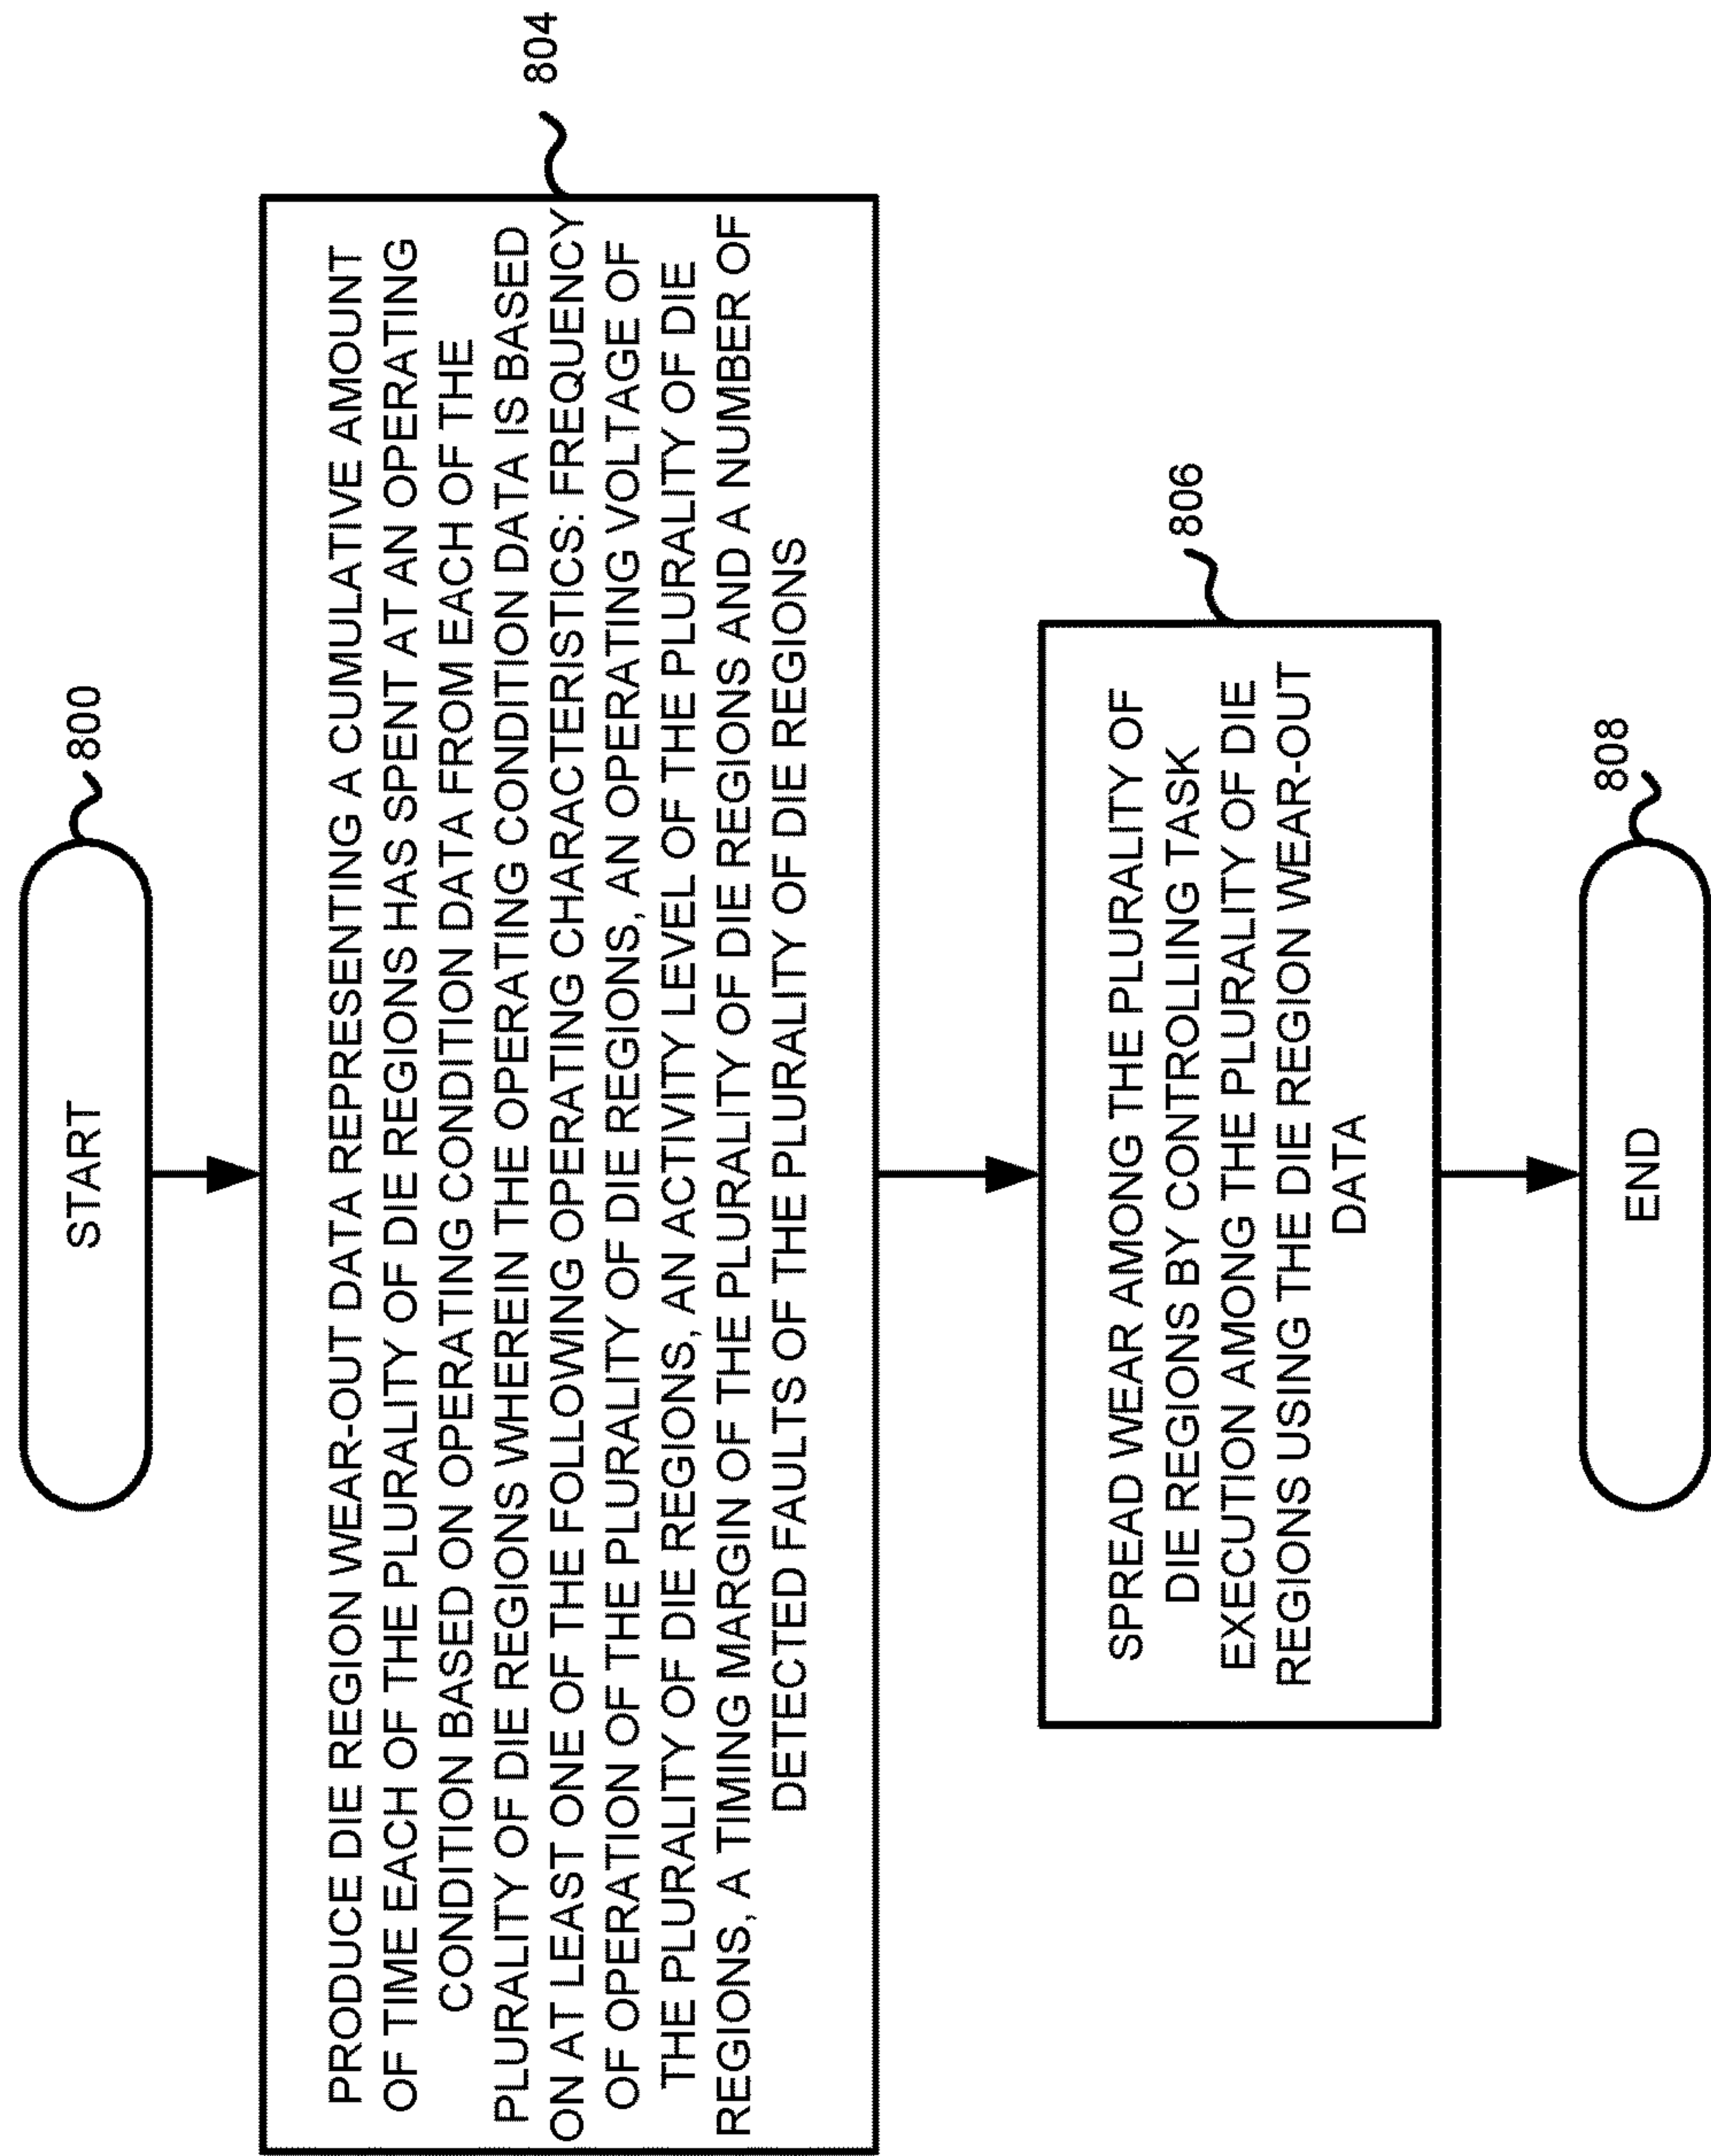 START
800
PRODUCE DIE REGION WEAR-OUT DATA REPRESENTING A CUMULATIVE AMOUNT
OF TIME EACH OF THE PLURALITY OF DIE REGIONS HAS SPENT AT AN OPERATING
CONDITION BASED ON OPERATING CONDITION DATA FROM EACH OF THE
PLURALITY OF DIE REGIONS WHEREIN THE OPERATING CONDITION DATA IS BASED
ON AT LEAST ONE OF THE FOLLOWING OPERATING CHARACTERISTICS: FREQUENCY
OF OPERATION OF THE PLURALITY OF DIE REGIONS, AN OPERATING VOLTAGE OF
THE PLURALITY OF DIE REGIONS, AN ACTIVITY LEVEL OF THE PLURALITY OF DIE
REGIONS, A TIMING MARGIN OF THE PLURALITY OF DIE REGIONS AND A NUMBER OF
DETECTED FAULTS OF THE PLURALITY OF DIE REGIONS
804
SPREAD WEAR AMONG THE PLURALITY OF
DIE REGIONS BY CONTROLLING TASK
EXECUTION AMONG THE PLURALITY OF DIE
REGIONS USING THE DIE REGION WEAR-OUT
DATA
806
END
808